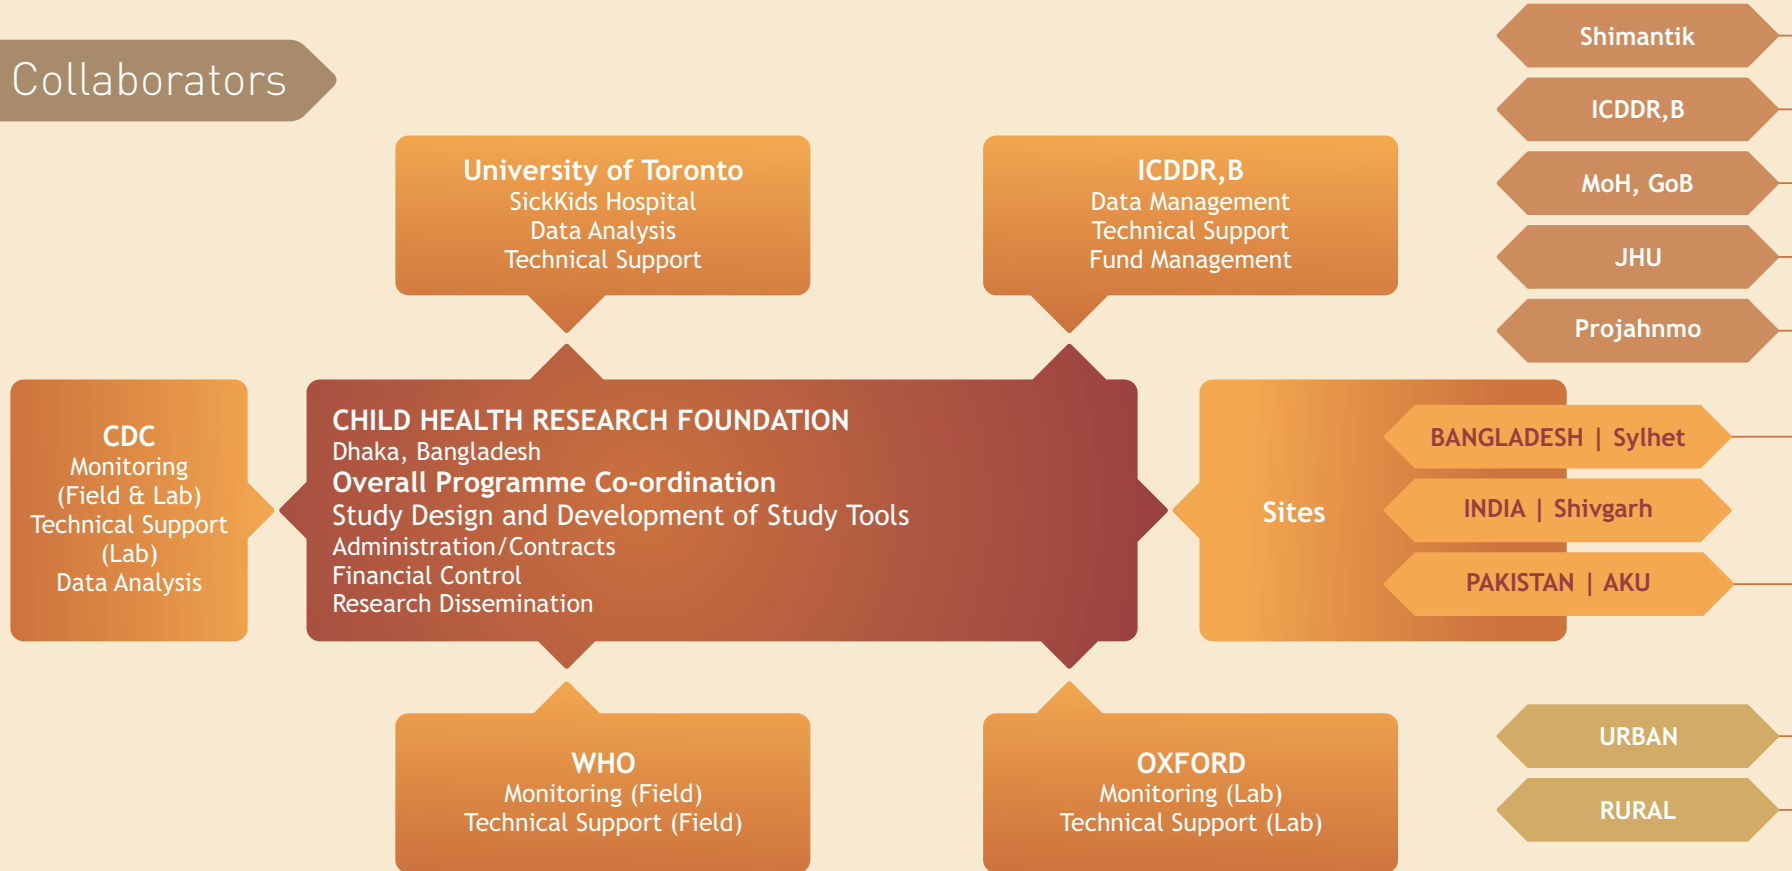 Collaborators
University of Toronto
SickKids Hospital
Data Analysis
Technical Support
ICDDR,B
Data Management
Technical Support
Fund Management
Shimantik
ICDDR,B
MoH, GoB
JHU
Projahnmo
CDC
Monitoring
(Field & Lab)
Technical Support
(Lab)
Data Analysis
CHILD HEALTH RESEARCH FOUNDATION
Dhaka, Bangladesh
Overall Programme Co-ordination
Study Design and Development of Study Tools
Administration/Contracts
Financial Control
Research Dissemination
Sites
BANGLADESH | Sylhet
INDIA | Shivgarh
PAKISTAN | AKU
WHO
Monitoring (Field)
Technical Support (Field)
OXFORD
Monitoring (Lab)
Technical Support (Lab)
URBAN
RURAL